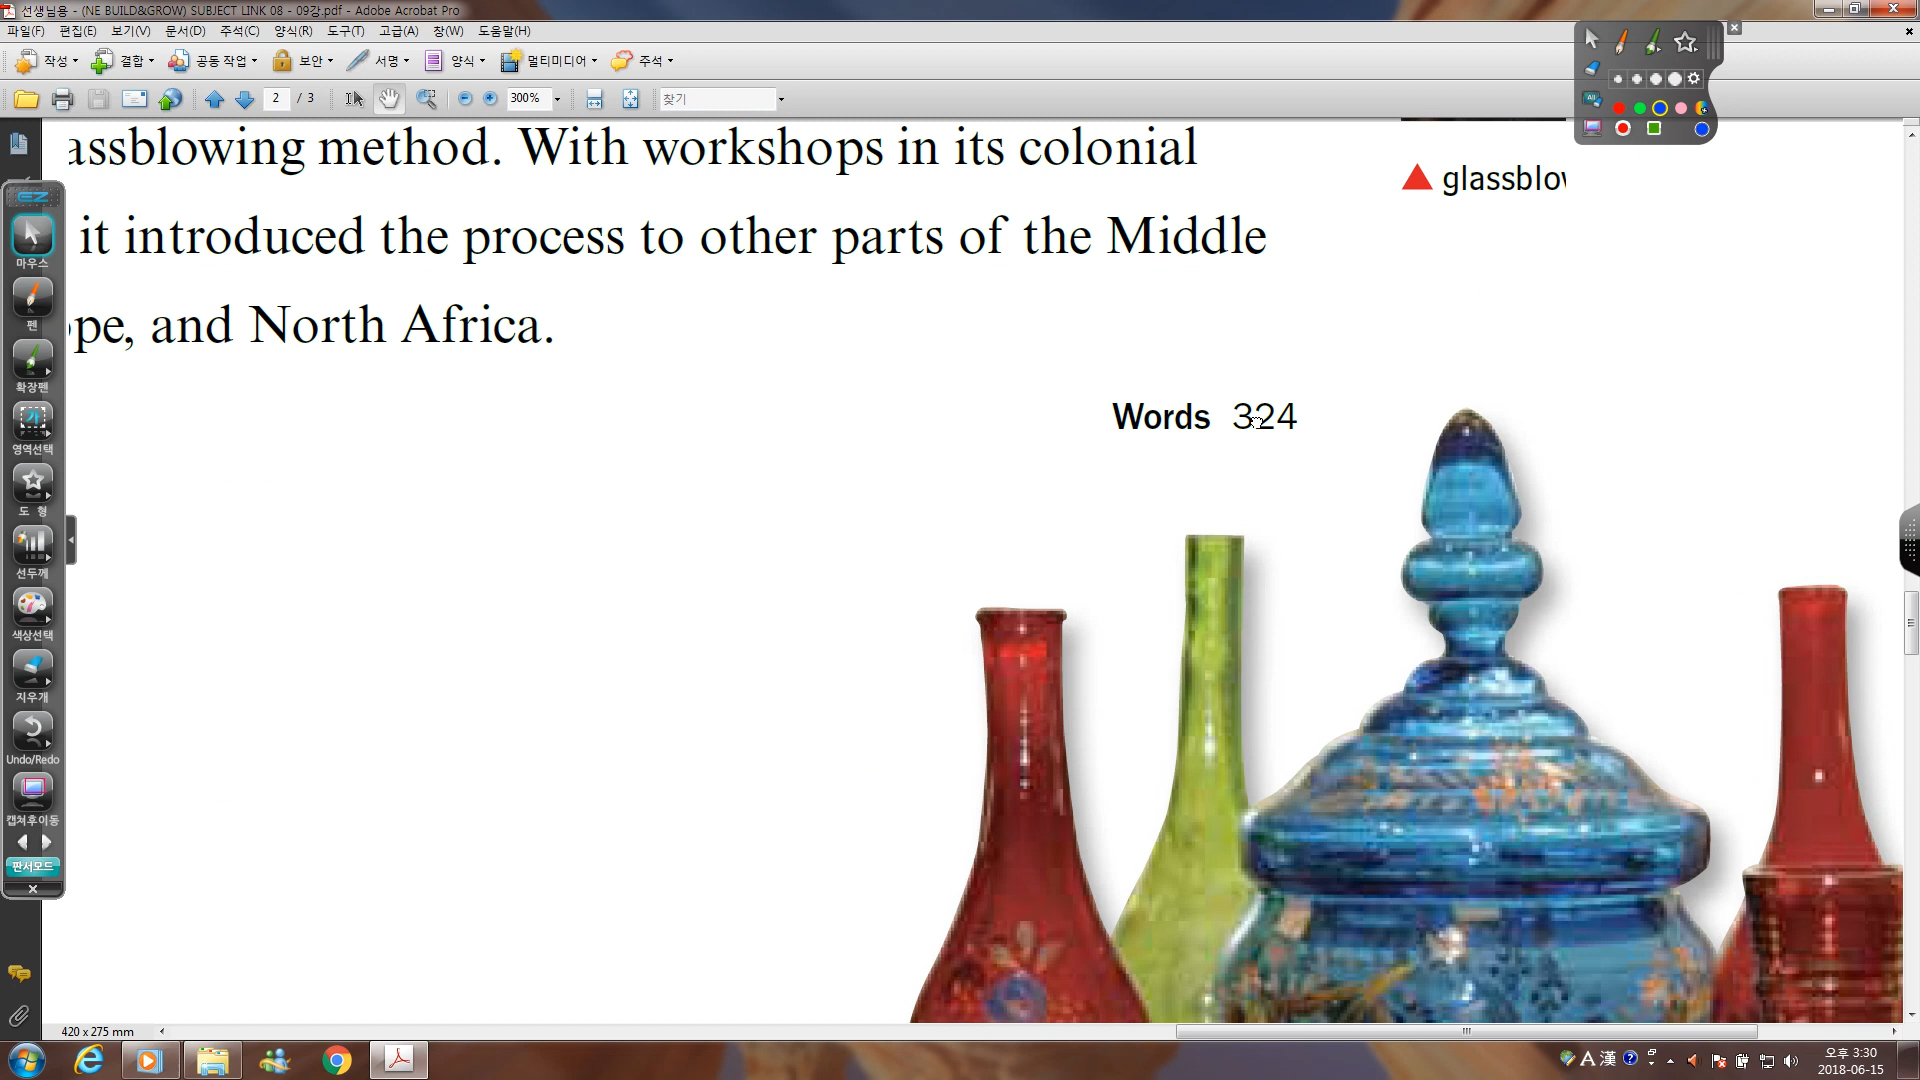 선생님용 - (NE BUILD&GROW) SUBJECT LINK 08 - 09강.pdf - Adobe Acrobat Pro
파일(F) 편집(E) 보기(V) 문서(D) 주석(C) 양식(R) 도구(T) 고급(A) 창(W) 도움말(H)
작성 결합 공동 작업 보안 서명 양식 멀티미디어 주석
2 / 3 300% 찾기
assblowing method. With workshops in its colonial
it introduced the process to other parts of the Middle
ope, and North Africa.
glassblow
Words 324
EZ
마우스
펜
확장펜
가
영역선택
도 형
선두께
색상선택
지우개
Undo/Redo
캡쳐후이동
판서모드
All
420 x 275 mm
A 漢
오후 3:30
2018-06-15